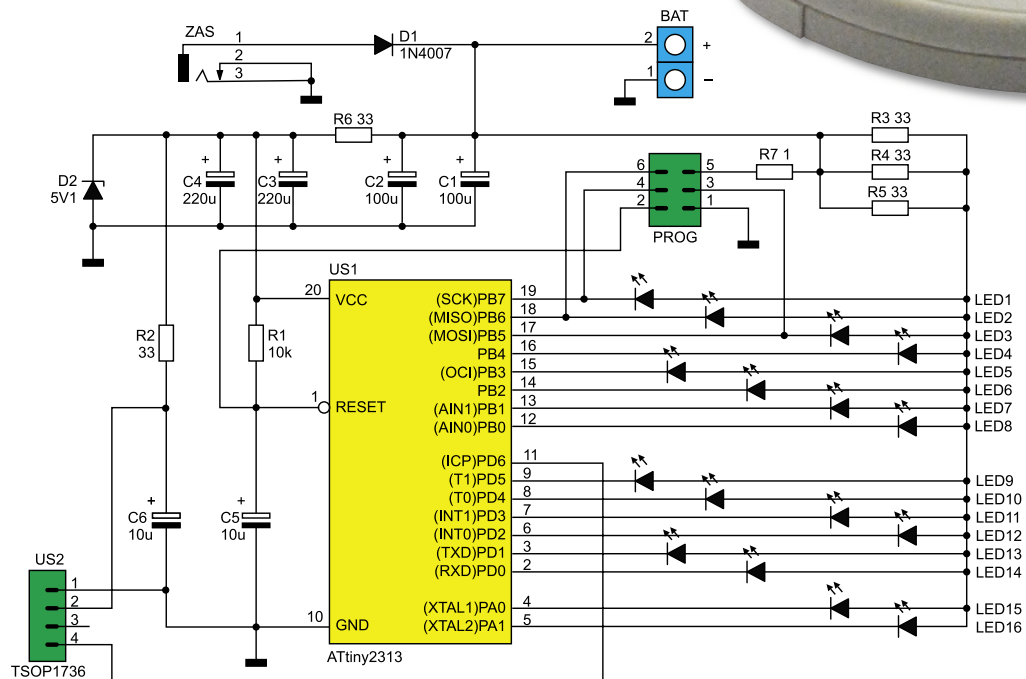 ZAS
1
2
3
D1
1N4007
BAT
2
+
1
–
R6 33
R3 33
R4 33
R5 33
R7 1
D2
5V1
+
C4
220u
+
C3
220u
+
C2
100u
+
C1
100u
6
5
4
3
2
1
PROG
US1
20
VCC
1
RESET
10
GND
ATtiny2313
R2
33
R1
10k
+
C6
10u
+
C5
10u
US2
1
2
3
4
TSOP1736
(SCK)PB7
19
LED1
(MISO)PB6
18
LED2
(MOSI)PB5
17
LED3
PB4
16
LED4
(OCI)PB3
15
LED5
PB2
14
LED6
(AIN1)PB1
13
LED7
(AIN0)PB0
12
LED8
(ICP)PD6
11
(T1)PD5
9
LED9
(T0)PD4
8
LED10
(INT1)PD3
7
LED11
(INT0)PD2
6
LED12
(TXD)PD1
3
LED13
(RXD)PD0
2
LED14
(XTAL1)PA0
4
LED15
(XTAL2)PA1
5
LED16